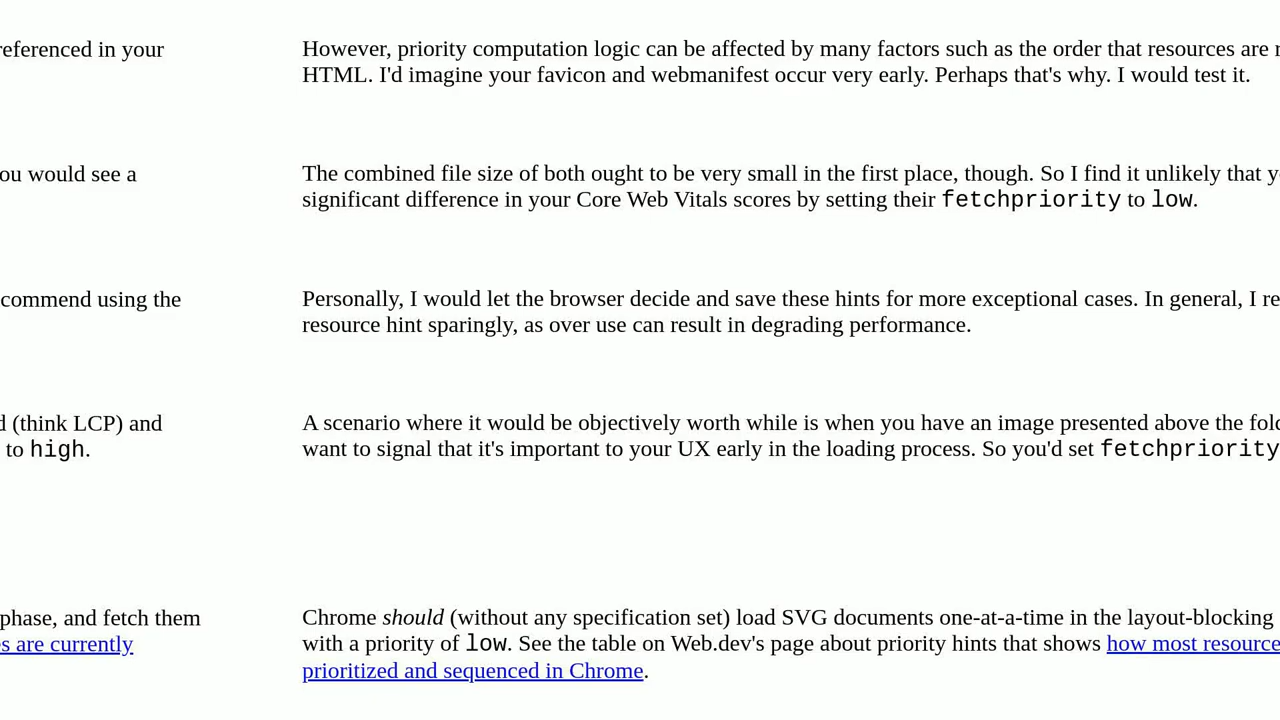 referenced in your
ou would see a
commend using the
d (think LCP) and
to high.
phase, and fetch them
s are currently
However, priority computation logic can be affected by many factors such as the order that resources are r
HTML. I'd imagine your favicon and webmanifest occur very early. Perhaps that's why. I would test it.
The combined file size of both ought to be very small in the first place, though. So I find it unlikely that y
significant difference in your Core Web Vitals scores by setting their fetchpriority to low.
Personally, I would let the browser decide and save these hints for more exceptional cases. In general, I re
resource hint sparingly, as over use can result in degrading performance.
A scenario where it would be objectively worth while is when you have an image presented above the fold
want to signal that it's important to your UX early in the loading process. So you'd set fetchpriority
Chrome should (without any specification set) load SVG documents one-at-a-time in the layout-blocking
with a priority of low. See the table on Web.dev's page about priority hints that shows how most resource
prioritized and sequenced in Chrome.